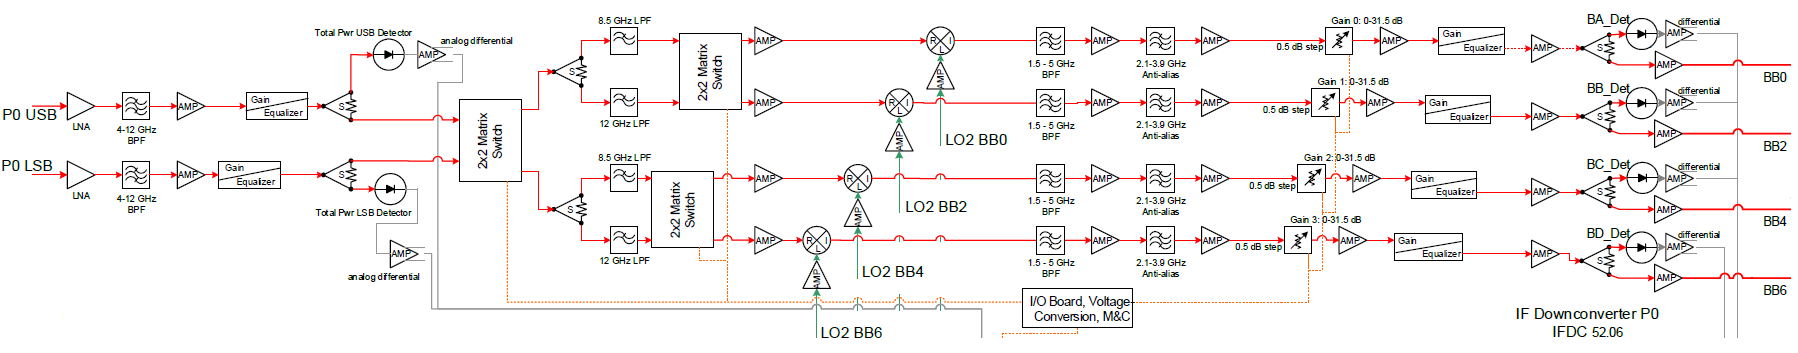 8.5 GHz LPF
Gain 0: 0-31.5 dB
BA_Det
differential
Total Pwr USB Detector
AMP
analog differential
S
2x2 Matrix
Switch
AMP
R
I
L
AMP
LO2 BB0
1.5 - 5 GHz
BPF
AMP
2.1-3.9 GHz
Anti-alias
AMP
0.5 dB step
AMP
Gain
Equalizer
AMP
S
AMP
AMP
BB0
P0 USB
LNA
4-12 GHz
BPF
AMP
Gain
Equalizer
S
2x2 Matrix
Switch
12 GHz LPF
AMP
R
I
L
AMP
LO2 BB2
1.5 - 5 GHz
BPF
AMP
2.1-3.9 GHz
Anti-alias
AMP
Gain 1: 0-31.5 dB
0.5 dB step
AMP
Gain
Equalizer
AMP
BB_Det
S
AMP
differential
AMP
BB2
P0 LSB
LNA
4-12 GHz
BPF
AMP
Gain
Equalizer
S
Total Pwr LSB Detector
AMP
analog differential
8.5 GHz LPF
S
2x2 Matrix
Switch
AMP
R
I
L
AMP
LO2 BB4
1.5 - 5 GHz
BPF
AMP
2.1-3.9 GHz
Anti-alias
AMP
Gain 2: 0-31.5 dB
0.5 dB step
AMP
Gain
Equalizer
AMP
BC_Det
S
AMP
differential
AMP
BB4
12 GHz LPF
AMP
R
I
L
AMP
LO2 BB6
1.5 - 5 GHz
BPF
AMP
2.1-3.9 GHz
Anti-alias
AMP
Gain 3: 0-31.5 dB
0.5 dB step
AMP
Gain
Equalizer
AMP
BD_Det
S
AMP
differential
AMP
BB6
I/O Board, Voltage
Conversion, M&C
IF Downconverter P0
IFDC 52.06